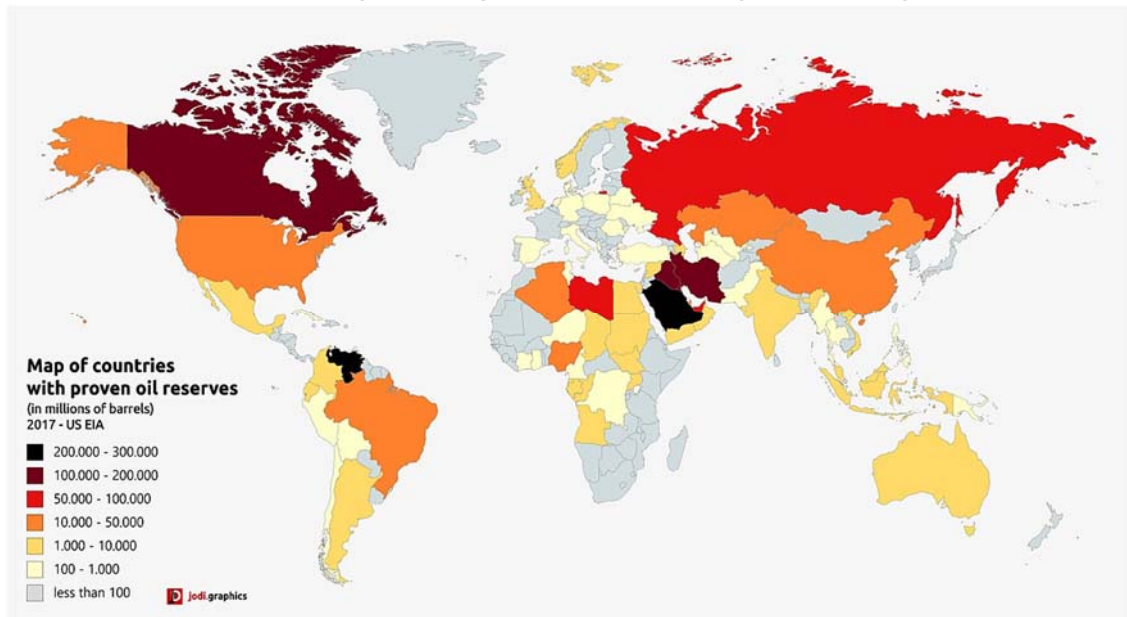 Map of countries
with proven oil reserves
(in millions of barrels)
2017 - US EIA
200.000 - 300.000
100.000 - 200.000
50.000 - 100.000
10.000 - 50.000
1.000 - 10.000
100 - 1.000
less than 100
Jodi.graphics